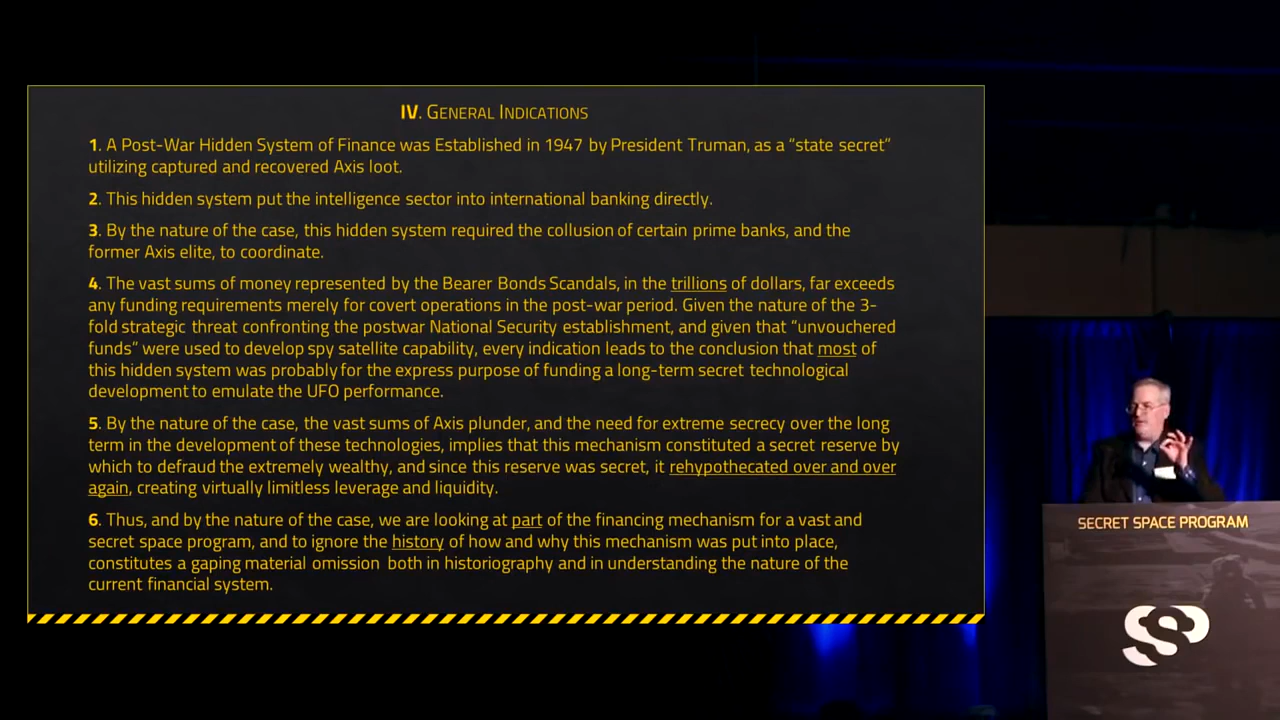 IV. GENERAL INDICATIONS
1. A Post-War Hidden System of Finance was Established in 1947 by President Truman, as a “state secret”
utilizing captured and recovered Axis loot.
2. This hidden system put the intelligence sector into international banking directly.
3. By the nature of the case, this hidden system required the collusion of certain prime banks, and the
former Axis elite, to coordinate.
4. The vast sums of money represented by the Bearer Bonds Scandals, in the trillions of dollars, far exceeds
any funding requirements merely for covert operations in the post-war period. Given the nature of the 3-
fold strategic threat confronting the postwar National Security establishment, and given that “unvouchered
funds” were used to develop spy satellite capability, every indication leads to the conclusion that most of
this hidden system was probably for the express purpose of funding a long-term secret technological
development to emulate the UFO performance.
5. By the nature of the case, the vast sums of Axis plunder, and the need for extreme secrecy over the long
term in the development of these technologies, implies that this mechanism constituted a secret reserve by
which to defraud the extremely wealthy, and since this reserve was secret, it rehypothecated over and over
again, creating virtually limitless leverage and liquidity.
6. Thus, and by the nature of the case, we are looking at part of the financing mechanism for a vast and
secret space program, and to ignore the history of how and why this mechanism was put into place,
constitutes a gaping material omission both in historiography and in understanding the nature of the
current financial system.
SECRET SPACE PROGRAM
SSP